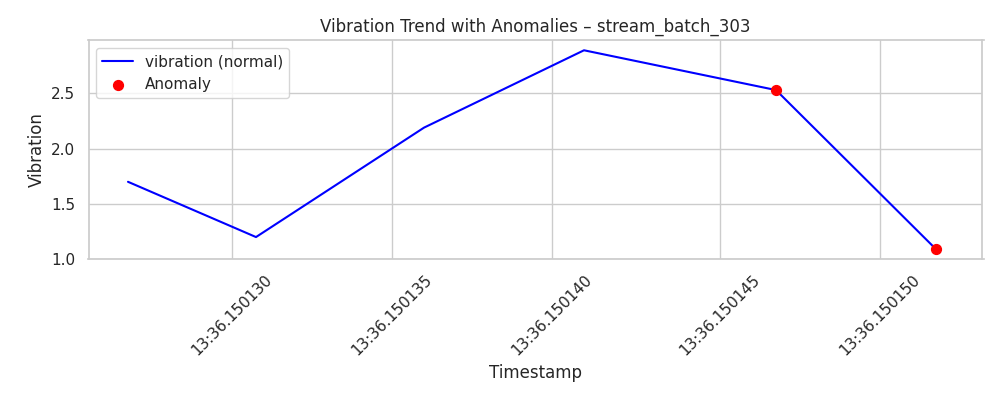 Vibration Trend with Anomalies – stream_batch_303
vibration (normal)
Anomaly
Vibration
2.5
2.0
1.5
1.0
13:36.150130
13:36.150135
13:36.150140
13:36.150145
13:36.150150
Timestamp